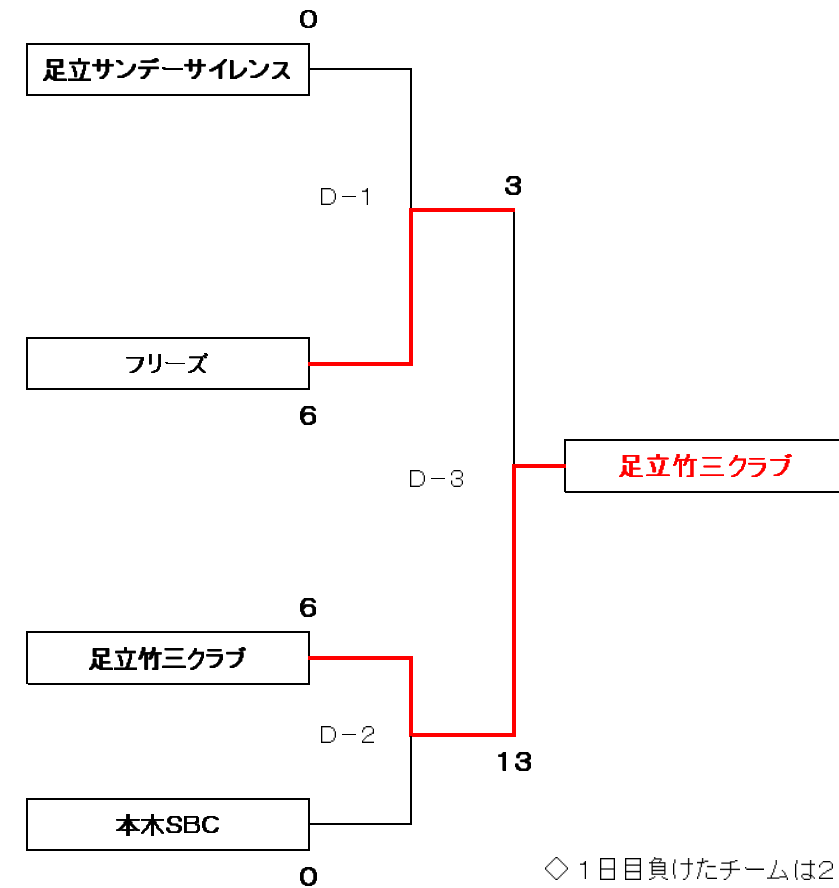 0
足立サンデーサイレンス
D－1
3
フリーズ
6
D－3
足立竹三クラブ
6
足立竹三クラブ
D－2
13
本木SBC
0
◇１日目負けたチームは2